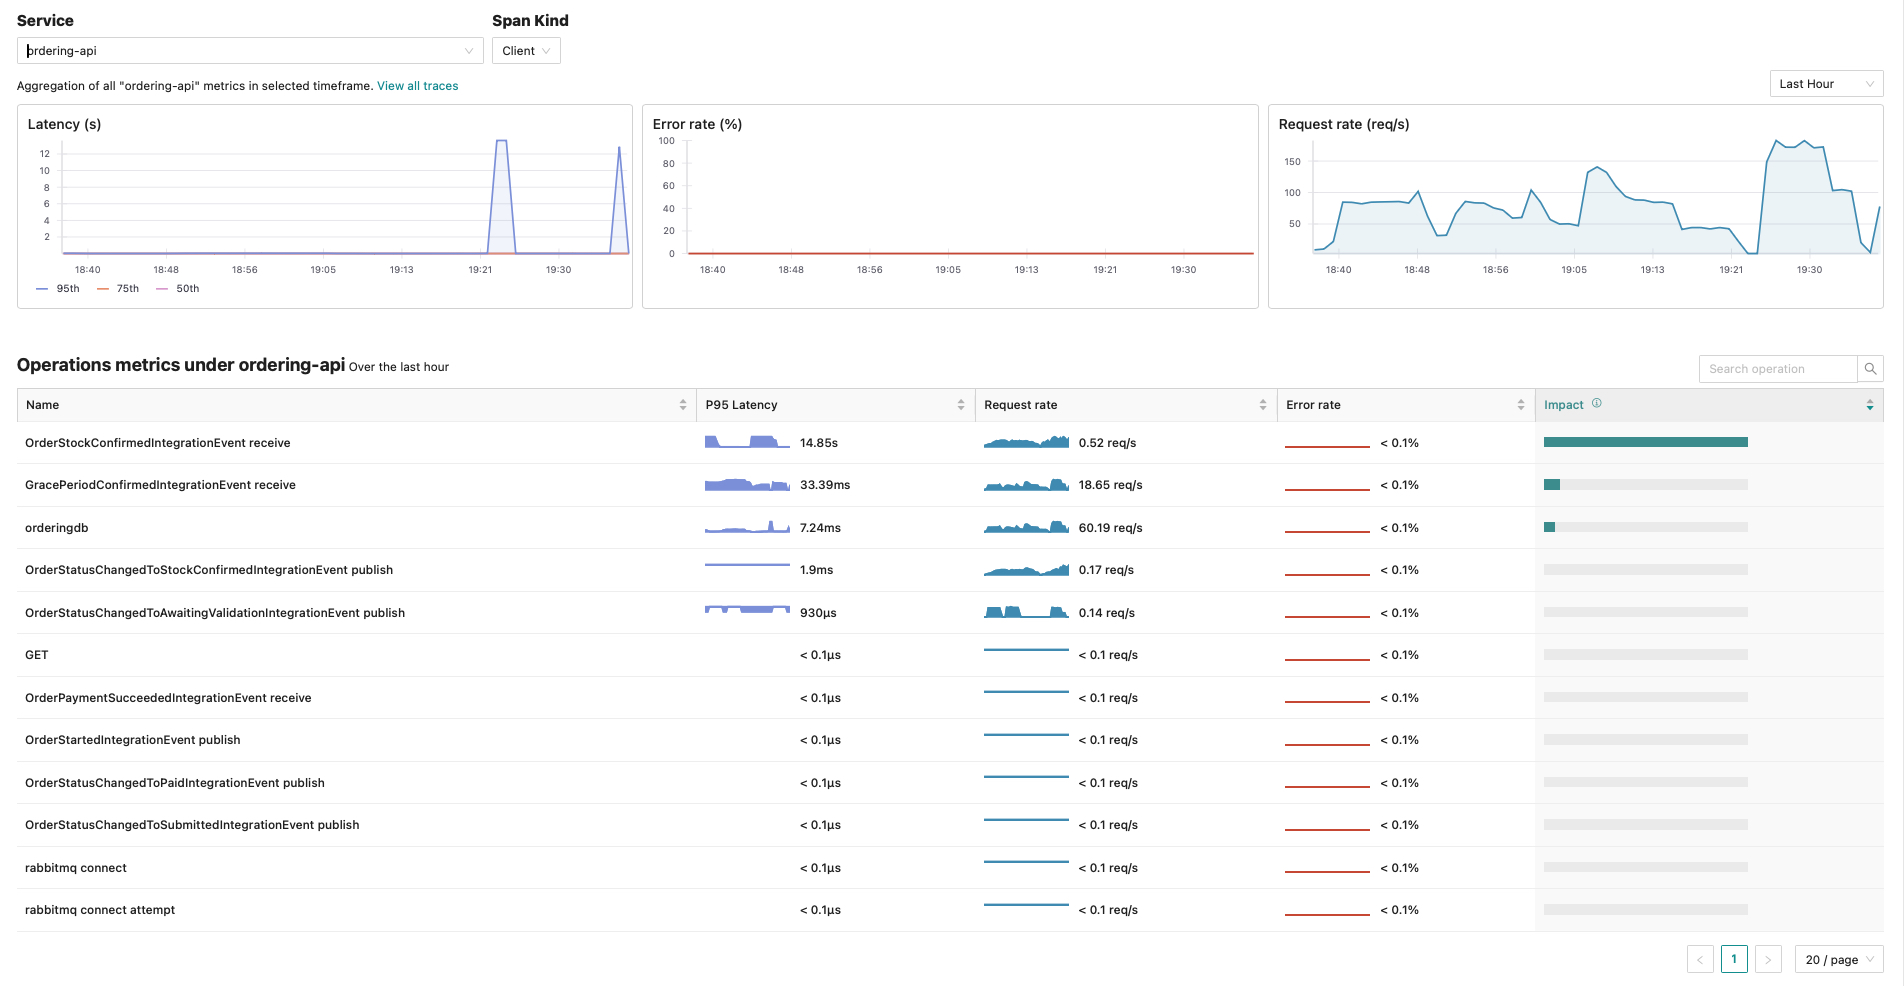 Service
Span Kind
ordering-api
Client
Aggregation of all "ordering-api" metrics in selected timeframe. View all traces
Last Hour
Latency (s)
12
10
8
6
4
2
18:40 18:48 18:56 19:05 19:13 19:21 19:30
95th 75th 50th
Error rate (%)
100
80
60
40
20
0
18:40 18:48 18:56 19:05 19:13 19:21 19:30
Request rate (req/s)
150
100
50
18:40 18:48 18:56 19:05 19:13 19:21 19:30
Operations metrics under ordering-api Over the last hour
Search operation
Name P95 Latency Request rate Error rate Impact
OrderStockConfirmedIntegrationEvent receive 14.85s 0.52 req/s < 0.1%
GracePeriodConfirmedIntegrationEvent receive 33.39ms 18.65 req/s < 0.1%
orderingdb 7.24ms 60.19 req/s < 0.1%
OrderStatusChangedToStockConfirmedIntegrationEvent publish 1.9ms 0.17 req/s < 0.1%
OrderStatusChangedToAwaitingValidationIntegrationEvent publish 930µs 0.14 req/s < 0.1%
GET < 0.1µs < 0.1 req/s < 0.1%
OrderPaymentSucceededIntegrationEvent receive < 0.1µs < 0.1 req/s < 0.1%
OrderStartedIntegrationEvent publish < 0.1µs < 0.1 req/s < 0.1%
OrderStatusChangedToPaidIntegrationEvent publish < 0.1µs < 0.1 req/s < 0.1%
OrderStatusChangedToSubmittedIntegrationEvent publish < 0.1µs < 0.1 req/s < 0.1%
rabbitmq connect < 0.1µs < 0.1 req/s < 0.1%
rabbitmq connect attempt < 0.1µs < 0.1 req/s < 0.1%
< 1 > 20 / page